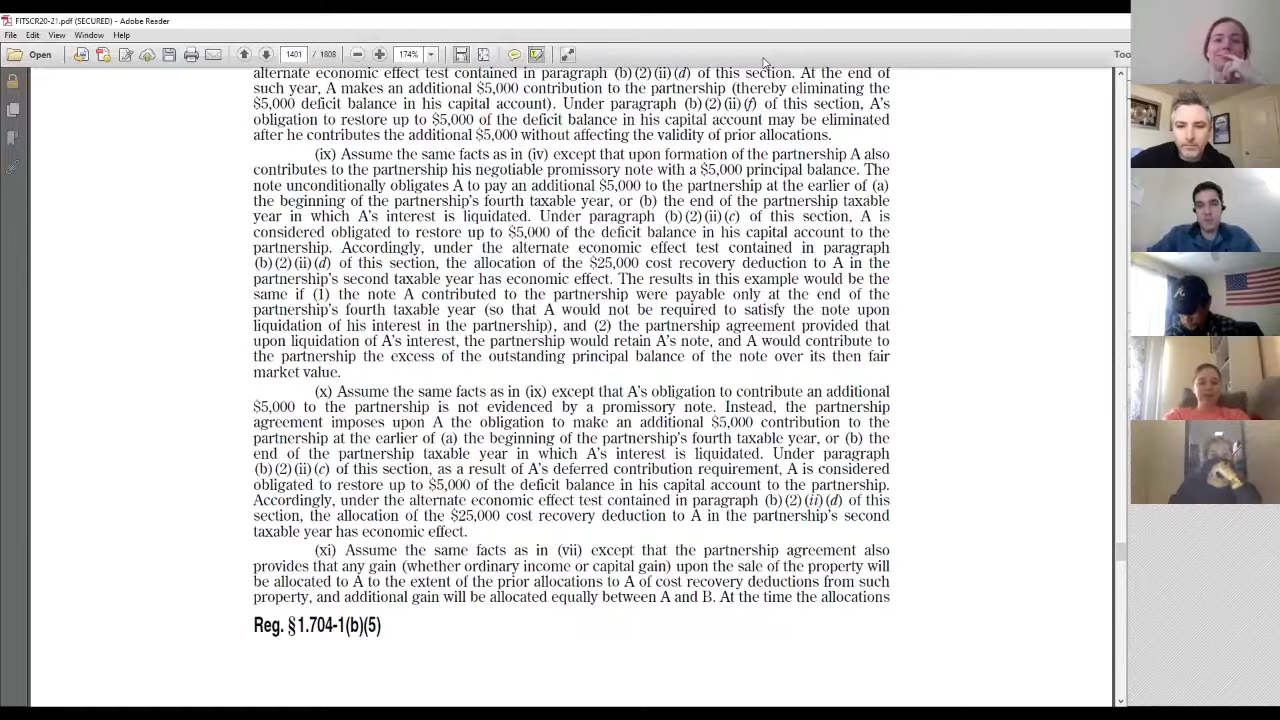 FITSCR20-21.pdf (SECURED) - Adobe Reader
File Edit View Window Help
Open 1401 / 1808 174% Too
alternate economic effect test contained in paragraph (b)(2)(ii)(d) of this section. At the end of
such year, A makes an additional $5,000 contribution to the partnership (thereby eliminating the
$5,000 deficit balance in his capital account). Under paragraph (b)(2)(ii)(f) of this section, A's
obligation to restore up to $5,000 of the deficit balance in his capital account may be eliminated
after he contributes the additional $5,000 without affecting the validity of prior allocations.
(ix) Assume the same facts as in (iv) except that upon formation of the partnership A also
contributes to the partnership his negotiable promissory note with a $5,000 principal balance. The
note unconditionally obligates A to pay an additional $5,000 to the partnership at the earlier of (a)
the beginning of the partnership's fourth taxable year, or (b) the end of the partnership taxable
year in which A's interest is liquidated. Under paragraph (b)(2)(ii)(c) of this section, A is
considered obligated to restore up to $5,000 of the deficit balance in his capital account to the
partnership. Accordingly, under the alternate economic effect test contained in paragraph
(b)(2)(ii)(d) of this section, the allocation of the $25,000 cost recovery deduction to A in the
partnership's second taxable year has economic effect. The results in this example would be the
same if (1) the note A contributed to the partnership were payable only at the end of the
partnership's fourth taxable year (so that A would not be required to satisfy the note upon
liquidation of his interest in the partnership), and (2) the partnership agreement provided that
upon liquidation of A's interest, the partnership would retain A's note, and A would contribute to
the partnership the excess of the outstanding principal balance of the note over its then fair
market value.
(x) Assume the same facts as in (ix) except that A's obligation to contribute an additional
$5,000 to the partnership is not evidenced by a promissory note. Instead, the partnership
agreement imposes upon A the obligation to make an additional $5,000 contribution to the
partnership at the earlier of (a) the beginning of the partnership's fourth taxable year, or (b) the
end of the partnership taxable year in which A's interest is liquidated. Under paragraph
(b)(2)(ii)(c) of this section, as a result of A's deferred contribution requirement, A is considered
obligated to restore up to $5,000 of the deficit balance in his capital account to the partnership.
Accordingly, under the alternate economic effect test contained in paragraph (b)(2)(ii)(d) of this
section, the allocation of the $25,000 cost recovery deduction to A in the partnership's second
taxable year has economic effect.
(xi) Assume the same facts as in (vii) except that the partnership agreement also
provides that any gain (whether ordinary income or capital gain) upon the sale of the property will
be allocated to A to the extent of the prior allocations to A of cost recovery deductions from such
property, and additional gain will be allocated equally between A and B. At the time the allocations
Reg. §1.704-1(b)(5)